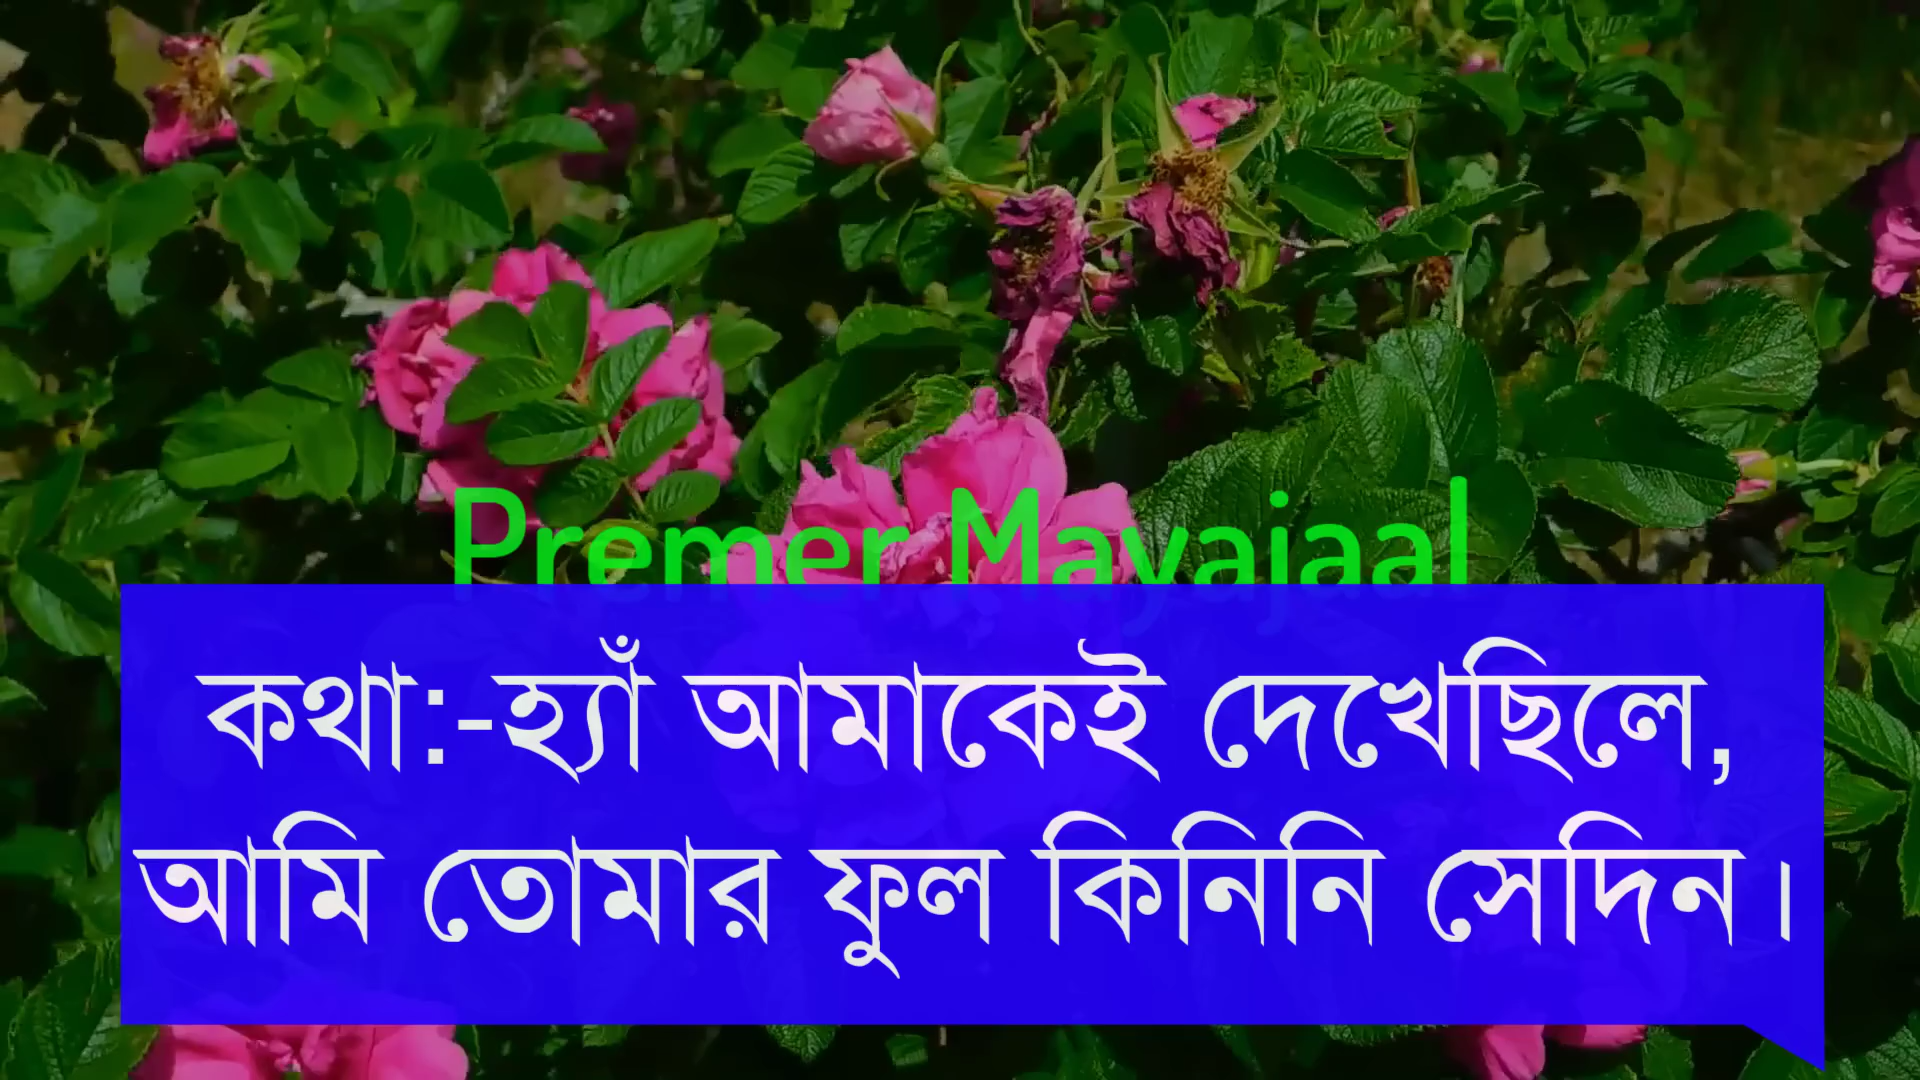 Premer Mayajaal
কথা:-হ্যাঁ আমাকেই দেখেছিলে,
আমি তোমার ফুল কিনিনি সেদিন।